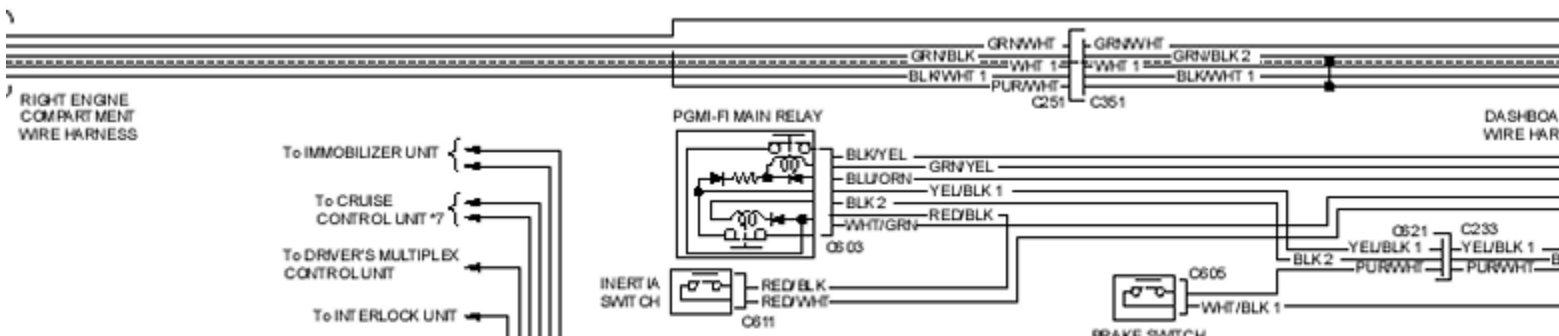 GRN/WHT
GRN/WHT
GRN/BLK
GRN/BLK 2
WHT 1
WHT 1
BLK/WHT 1
BLK/WHT 1
PUR/WHT
C251
C351
RIGHT ENGINE
COMPARTMENT
WIRE HARNESS
PGMI-FI MAIN RELAY
DASHBOA
WIRE HAR
To IMMOBILIZER UNIT
BLK/YEL
GRN/YEL
BLU/ORN
YEL/BLK 1
BLK 2
RED/BLK
WHT/GRN
C603
To CRUISE
CONTROL UNIT *7
To DRIVER'S MULTIPLEX
CONTROL UNIT
To INTERLOCK UNIT
INERTIA
SWITCH
RED/BLK
RED/WHT
C611
C621
C233
YEL/BLK 1
YEL/BLK 1
BLK 2
B
PUR/WHT
PUR/WHT
C605
WHT/BLK 1
BRAKE SWITCH